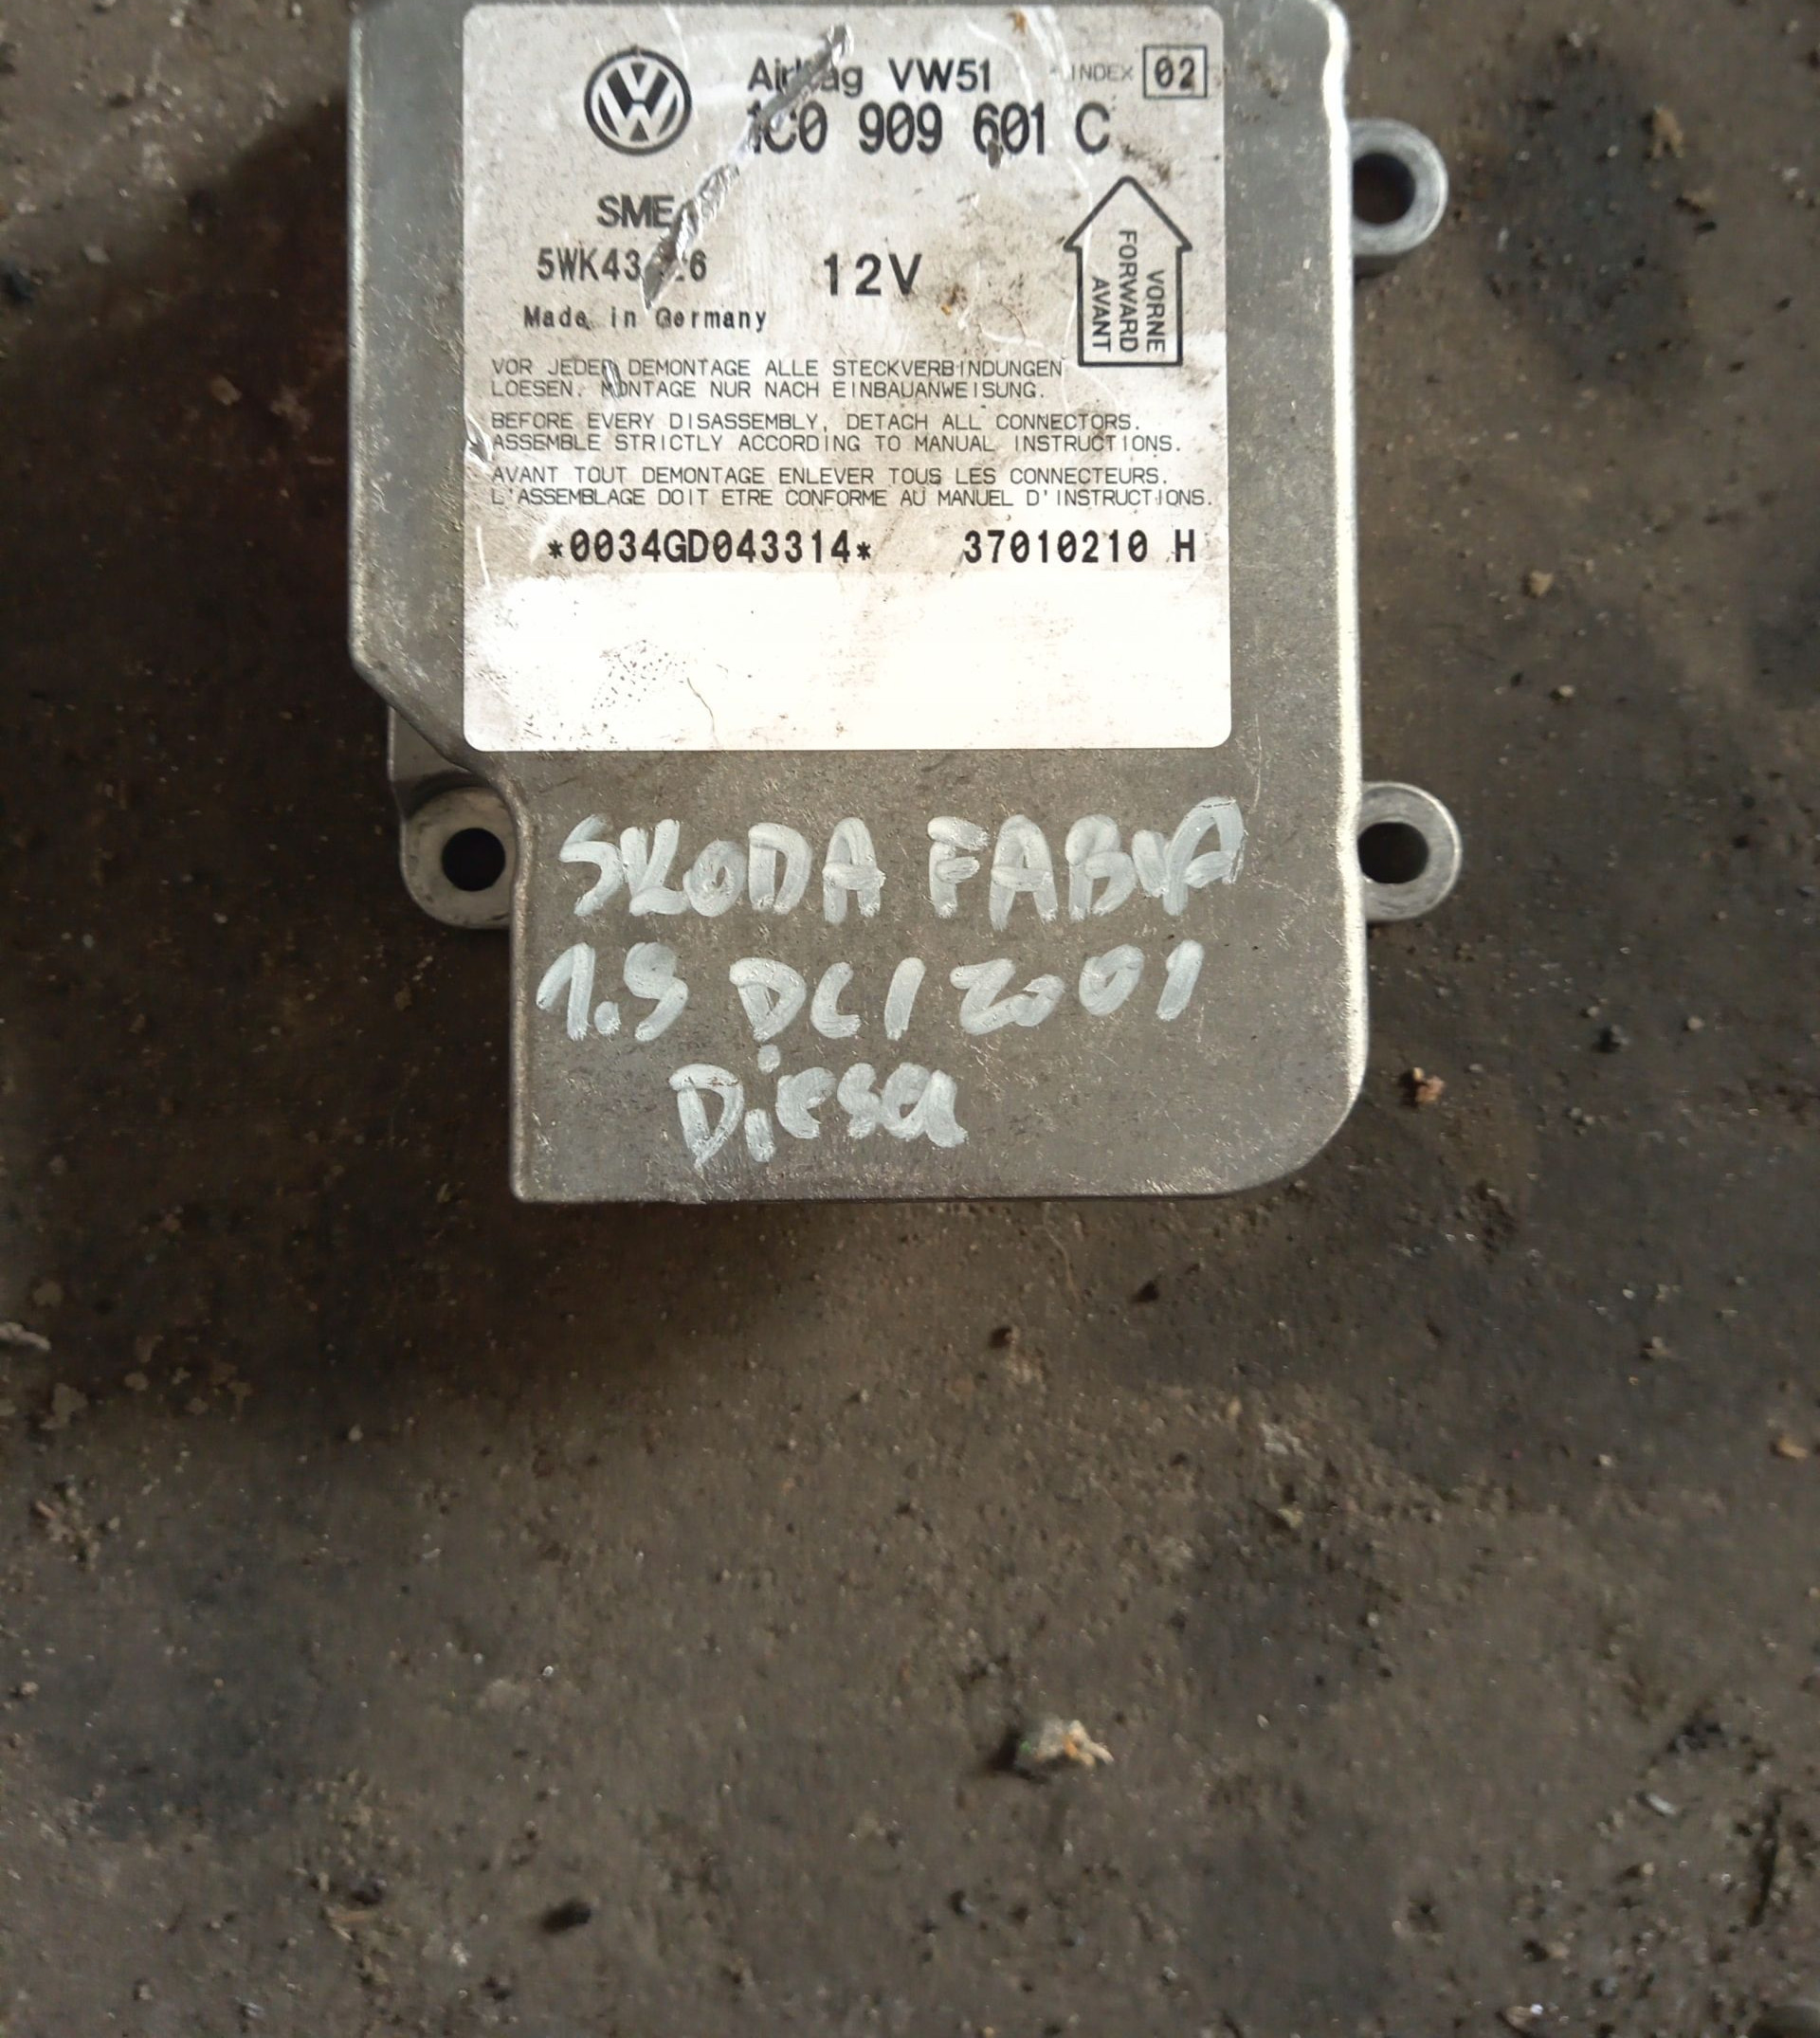 Airbag VW51 INDEX 02
1C0 909 601 C
SME
12V
Made in Germany
VORNE
FORWARD
AVANT
VOR JEDER DEMONTAGE ALLE STECKVERBINDUNGEN
LOESEN. MONTAGE NUR NACH EINBAUANWEISUNG.
BEFORE EVERY DISASSEMBLY, DETACH ALL CONNECTORS.
ASSEMBLE STRICTLY ACCORDING TO MANUAL INSTRUCTIONS.
AVANT TOUT DEMONTAGE ENLEVER TOUS LES CONNECTEURS.
L'ASSEMBLAGE DOIT ETRE CONFORME AU MANUEL D'INSTRUCTIONS.
*0034GD043314* 37010210 H
SKODA FABIA
1.9 DCI 2001
Diesel